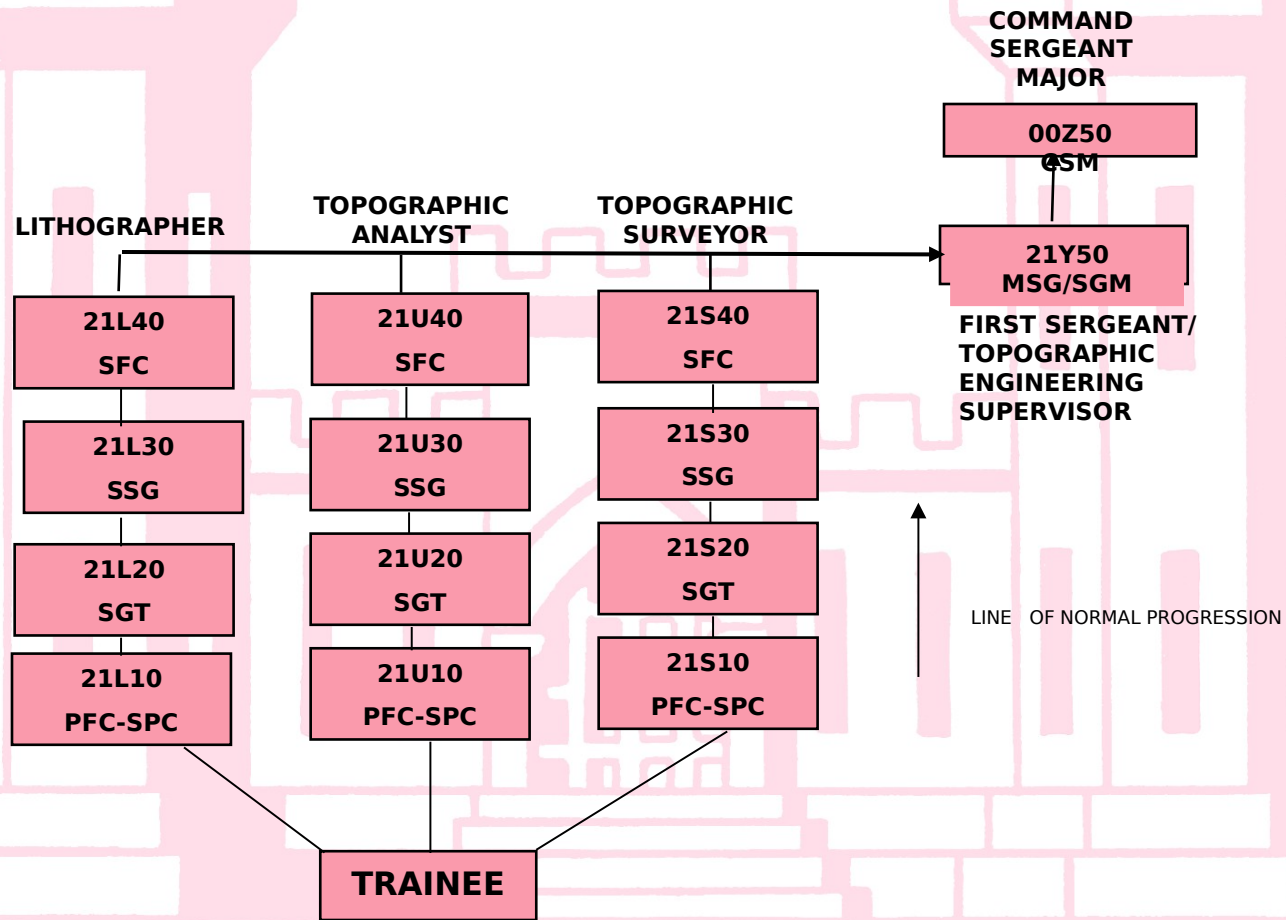 COMMAND
SERGEANT
MAJOR
00Z50
CSM
LITHOGRAPHER
TOPOGRAPHIC
ANALYST
TOPOGRAPHIC
SURVEYOR
21Y50
MSG/SGM
FIRST SERGEANT/
TOPOGRAPHIC
ENGINEERING
SUPERVISOR
21L40
SFC
21U40
SFC
21S40
SFC
21L30
SSG
21U30
SSG
21S30
SSG
21L20
SGT
21U20
SGT
21S20
SGT
21L10
PFC-SPC
21U10
PFC-SPC
21S10
PFC-SPC
LINE OF NORMAL PROGRESSION
TRAINEE